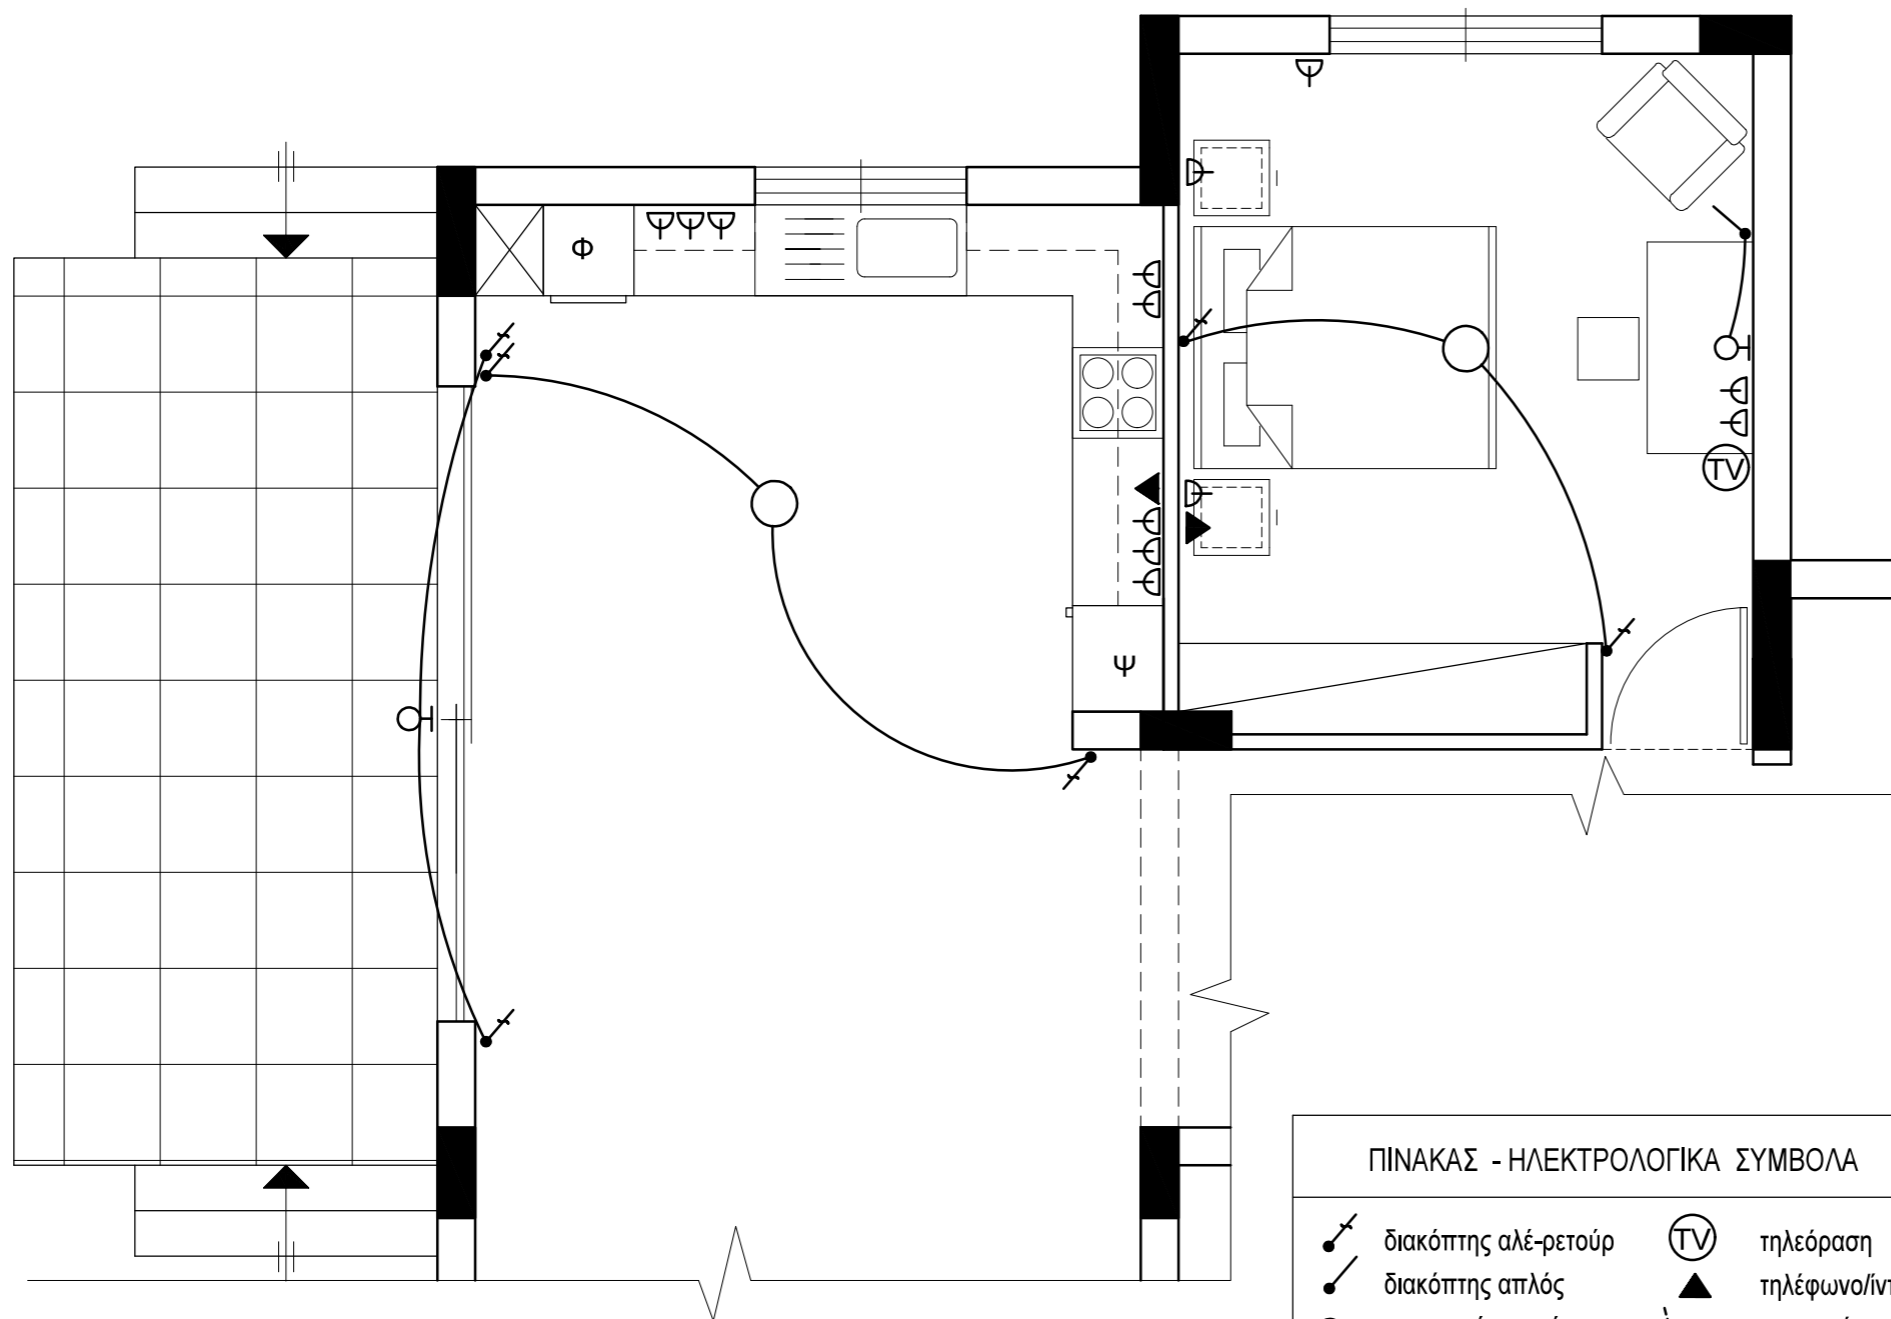 Φ
TV
Ψ
ΠΙΝΑΚΑΣ - ΗΛΕΚΤΡΟΛΟΓΙΚΑ ΣΥΜΒΟΛΑ
διακόπτης αλέ-ρετούρ TV τηλεόραση
διακόπτης απλός